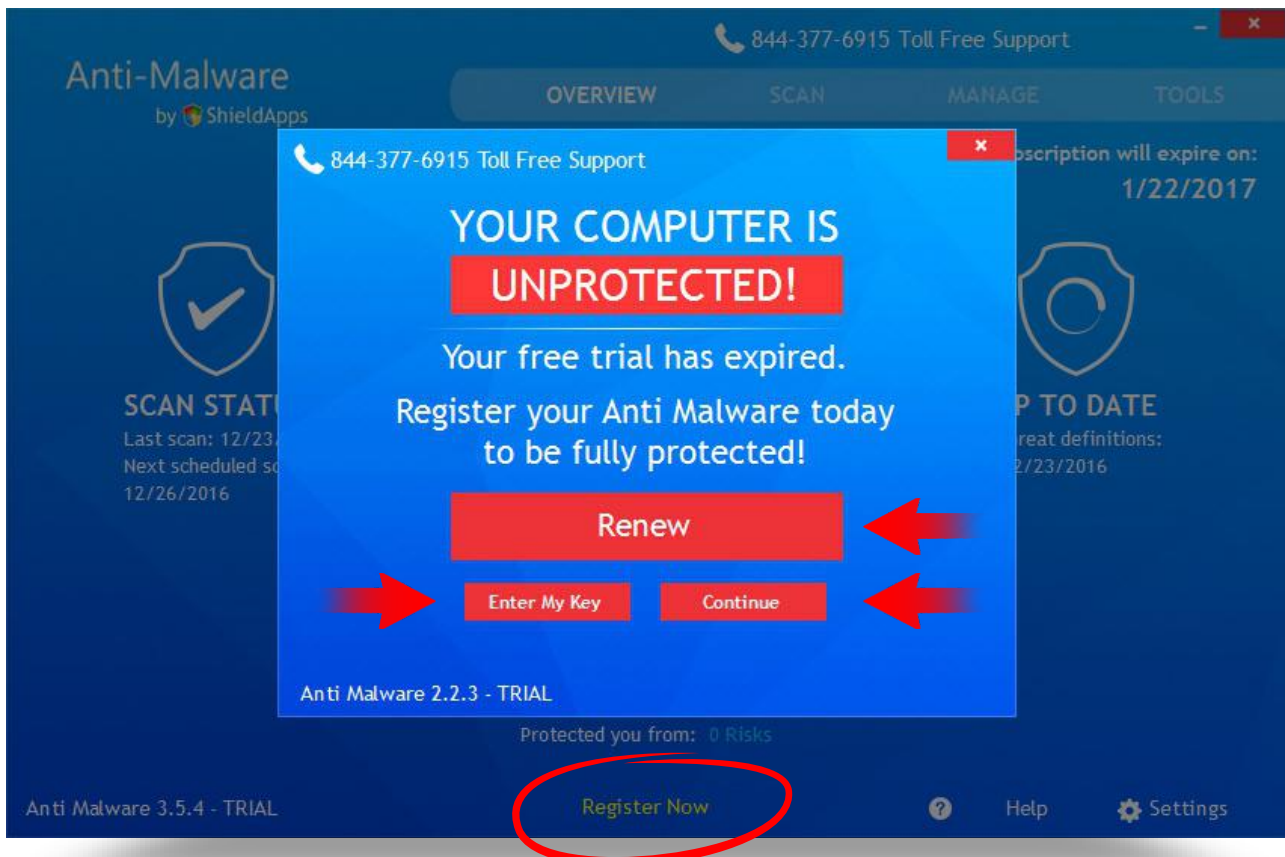 844-377-6915 Toll Free Support
Anti-Malware
by ShieldApps
OVERVIEW SCAN MANAGE TOOLS
844-377-6915 Toll Free Support
will expire on:
1/22/2017
YOUR COMPUTER IS
UNPROTECTED!
Your free trial has expired.
Register your Anti Malware today
to be fully protected!
SCAN
Last scan: 12/23
Next scheduled
12/26/2016
TO DATE
definitions:
2/23/2016
Renew
Enter My Key Continue
Anti Malware 2.2.3 - TRIAL
Protected you from: 0 Risks
Anti Malware 3.5.4 - TRIAL Register Now Help Settings